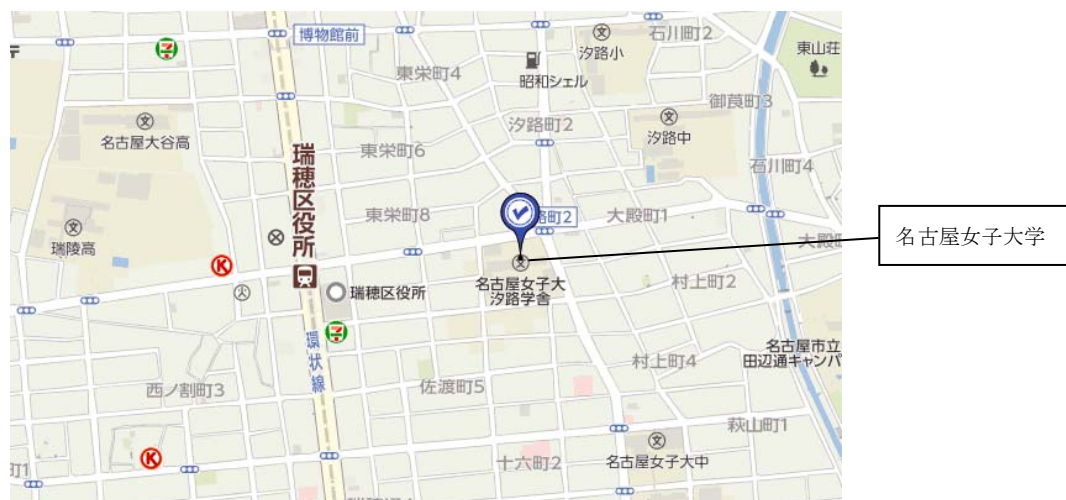 石川町2
博物館前
汐路小
東山荘
東栄町4
昭和シェル
御莨町3
汐路町2
名古屋大谷高
汐路中
東栄町6
石川町4
瑞穂区役所
東栄町8
路町2
大殿町1
名古屋女子大学
瑞陵高
大殿町
名古屋女子大
汐路学舎
村上町2
瑞穂区役所
環状線
名古屋市立
田辺通キャンパ
村上町4
西ノ割町3
佐渡町5
萩山町1
十六町2
名古屋女子大中
町1